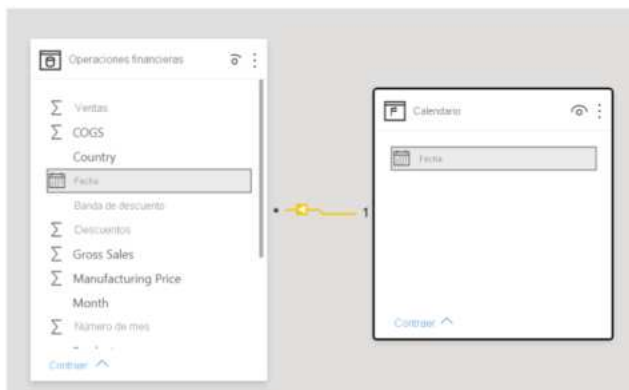 Operaciones financieras
Ventas
COGS
Country
Fecha
Banda de descuento
Descuentos
Gross Sales
Manufacturing Price
Month
Número de mes
Contraer
1
Calendario
Fecha
Contraer